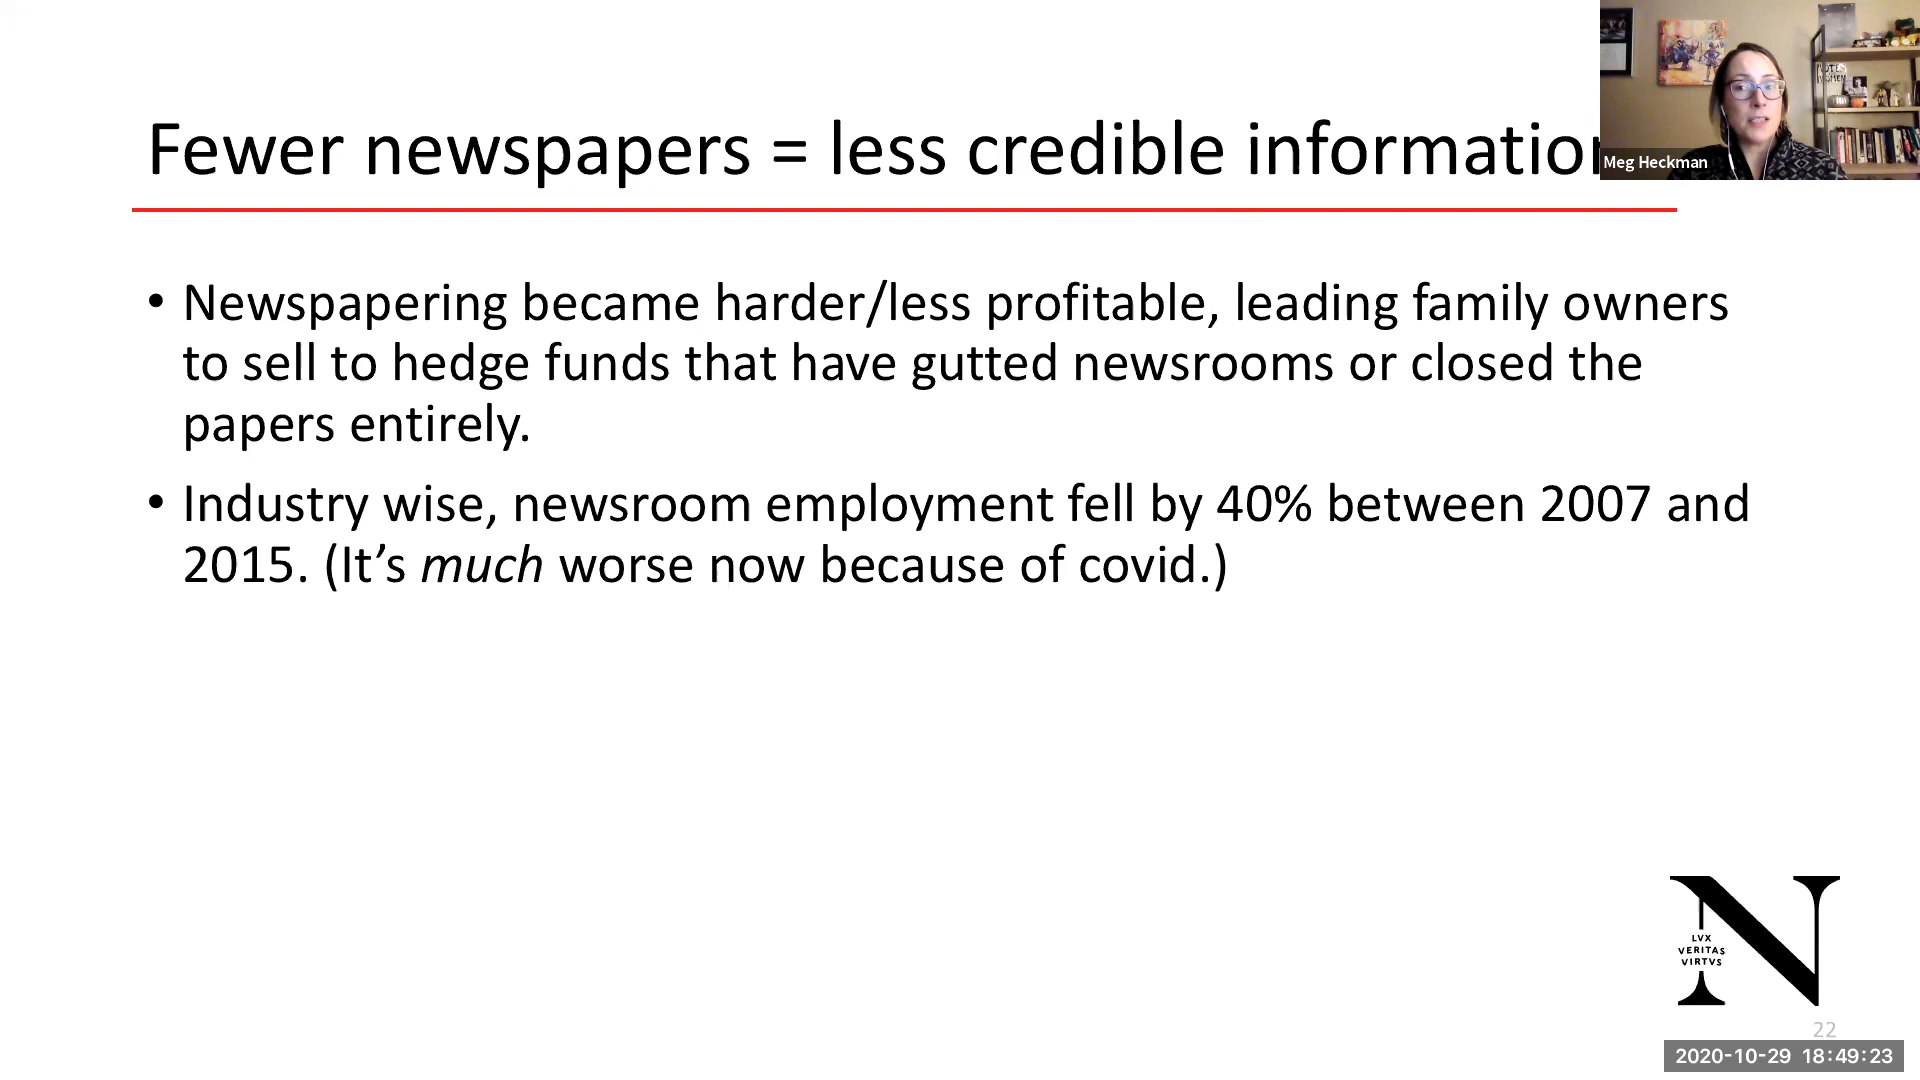 Fewer newspapers = less credible information
Meg Heckman
• Newspapering became harder/less profitable, leading family owners
to sell to hedge funds that have gutted newsrooms or closed the
papers entirely.
• Industry wise, newsroom employment fell by 40% between 2007 and
2015. (It’s much worse now because of covid.)
LVX
VERITAS
VIRTVS
N
22
2020-10-29 18:49:23